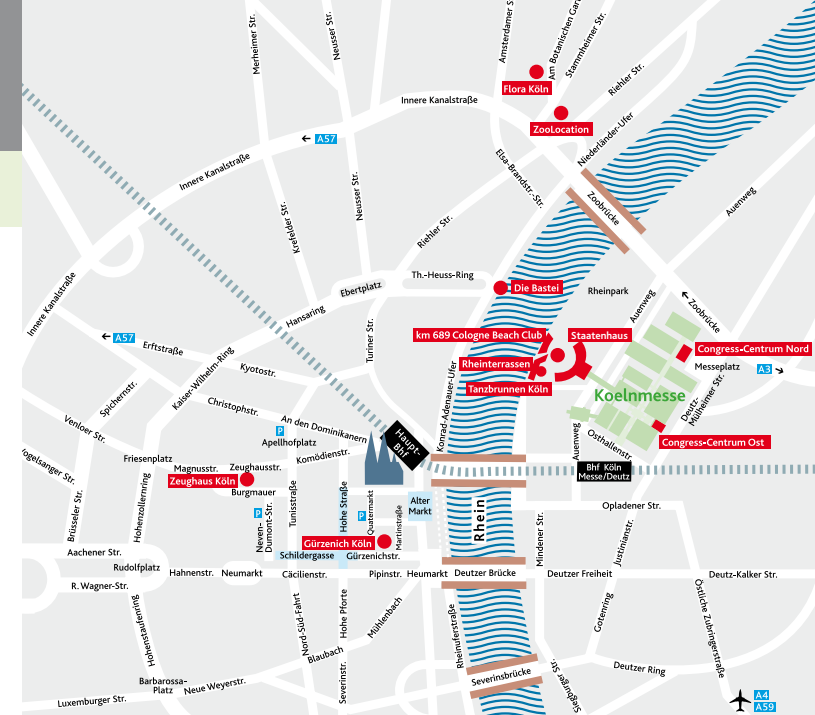 Merheimer Str.
Neusser Str.
Amsterdamer S
Am Botanischen Gar
Stammheimer Str.
Riehler Str.
Flora Köln
Innere Kanalstraße
ZooLocation
A57
Niederländer-Ufer
Innere Kanalstraße
Elsa-Brandstr.-Str.
Neusser Str.
Krefelder Str.
Zoobrücke
Auenweg
Riehler Str.
Th.-Heuss-Ring
Ebertplatz
Die Bastei
Rheinpark
Auenweg
Zoobrücke
Innere Kanalstraße
Hansaring
Turiner Str.
A57
Erftstraße
km 689 Cologne Beach Club
Staatenhaus
Congress-Centrum Nord
Kyotostr.
Kaiser-Wilhelm-Ring
Konrad-Adenauer-Ufer
Rheinterrassen
Messeplatz
A3
Tanzbrunnen Köln
Koelnmesse
Deutz-
Mülheimer Str.
Spichernstr.
Christophstr.
Venloer Str.
An den Dominikanern
P
Apellhofplatz
Haupt-
Bhf
Auenweg
Osthallenstr.
Congress-Centrum Ost
Friesenplatz
Komödienstr.
ogelsanger Str.
Magnusstr.
Zeughausstr.
Zeughaus Köln
Burgmauer
Bhf Köln
Messe/Deutz
Brüsseler Str.
Hohenzollernring
P
Neven-
Dumont-Str.
Tunisstraße
Hohe Straße
P
Quatermarkt
Martinstraße
Alter
Markt
Rhein
Opladener Str.
Mindener Str.
Justinianstr.
Gürzenich Köln
Aachener Str.
Schildergasse
Gürzenichstr.
Rudolfplatz
Hahnenstr.
Neumarkt
Cäcilienstr.
Pipinstr.
Heumarkt
Deutzer Brücke
Deutzer Freiheit
Deutz-Kalker Str.
R. Wagner-Str.
Hohenstaufenring
Nord-Süd-Fahrt
Hohe Pforte
Mühlenbach
Rheinuferstraße
Gotenring
Östliche Zubringerstraße
Blaubach
Severinstr.
Severinsbrücke
Siegburger Str.
Deutzer Ring
Barbarossa-
Platz
Neue Weyerstr.
Luxemburger Str.
A4
A59